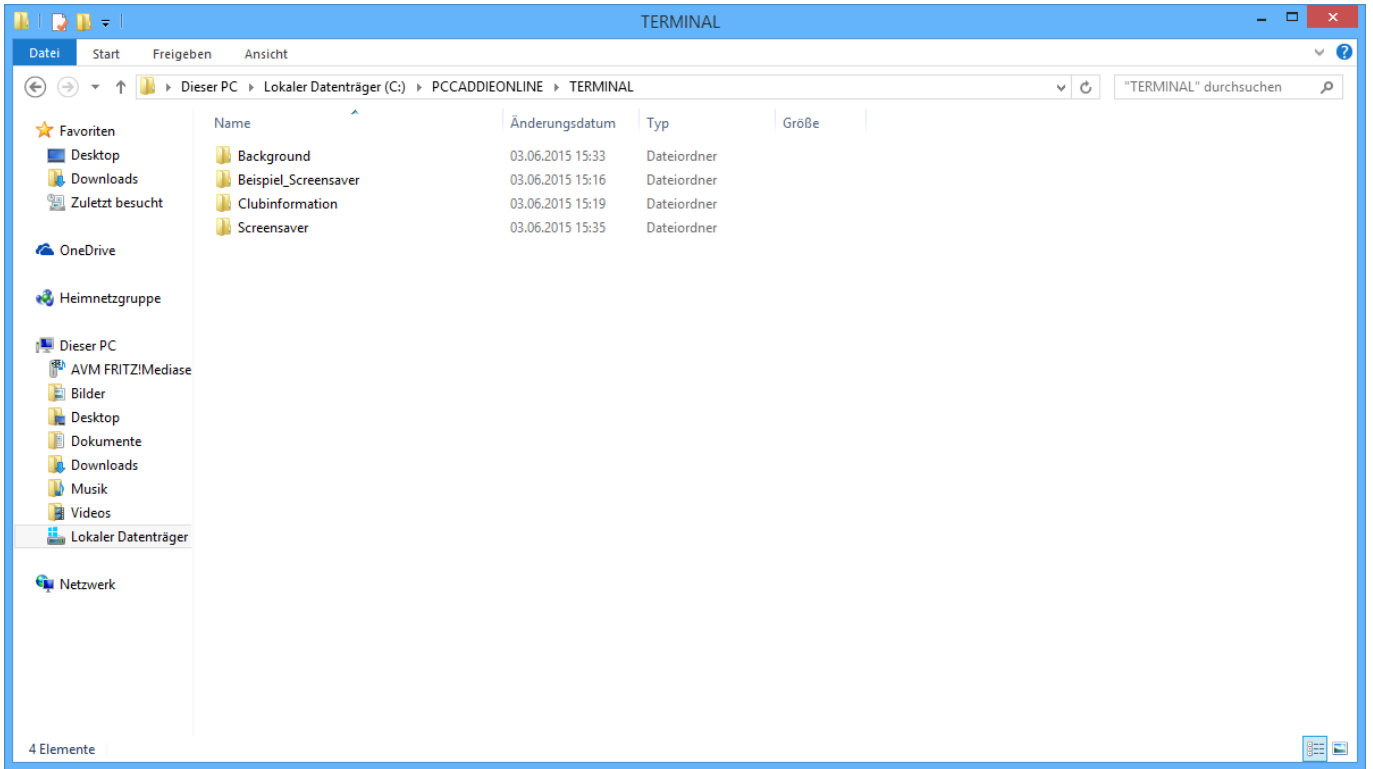 TERMINAL
Datei Start Freigeben Ansicht
Dieser PC Lokaler Datenträger (C:) PCCADDIEONLINE TERMINAL "TERMINAL" durchsuchen
Name Änderungsdatum Typ Größe
Background 03.06.2015 15:33 Dateiordner
Beispiel_Screensaver 03.06.2015 15:16 Dateiordner
Clubinformation 03.06.2015 15:19 Dateiordner
Screensaver 03.06.2015 15:35 Dateiordner
Favoriten
Desktop
Downloads
Zuletzt besucht
OneDrive
Heimnetzgruppe
Dieser PC
AVM FRITZ!Mediase
Bilder
Desktop
Dokumente
Downloads
Musik
Videos
Lokaler Datenträger
Netzwerk
4 Elemente